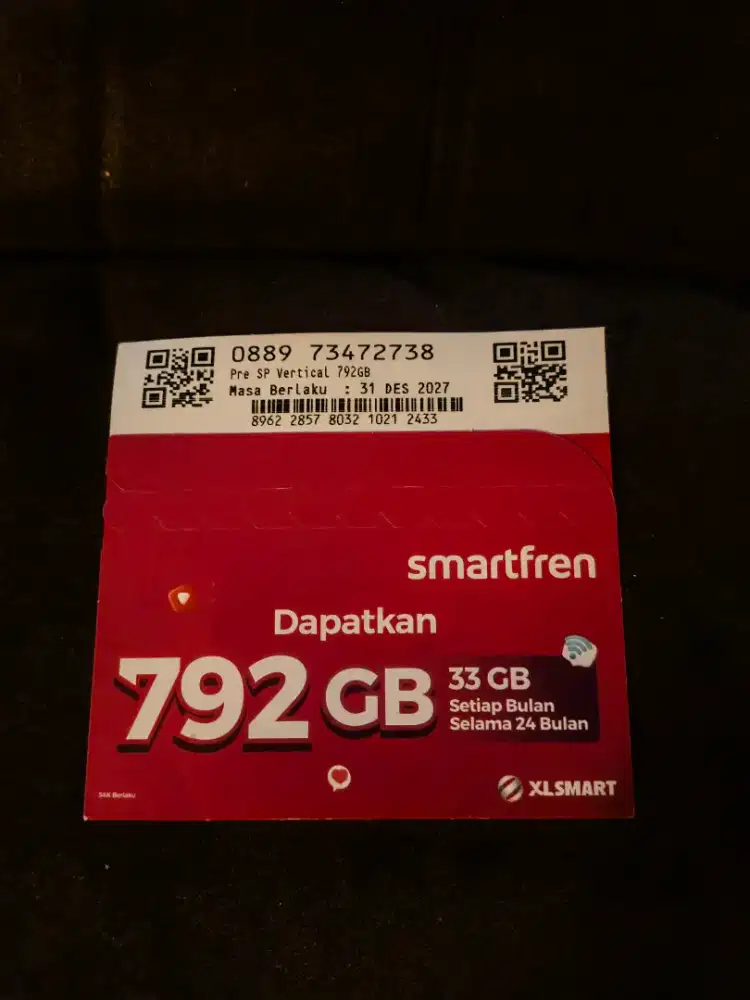 0889 73472738
Pre SP Vertical 792GB
Masa Berlaku : 31 DES 2027
8962 2857 8032 1021 2433
smartfren
Dapatkan
792 GB
33 GB
Setiap Bulan
Selama 24 Bulan
S&K Berlaku
XLSMART